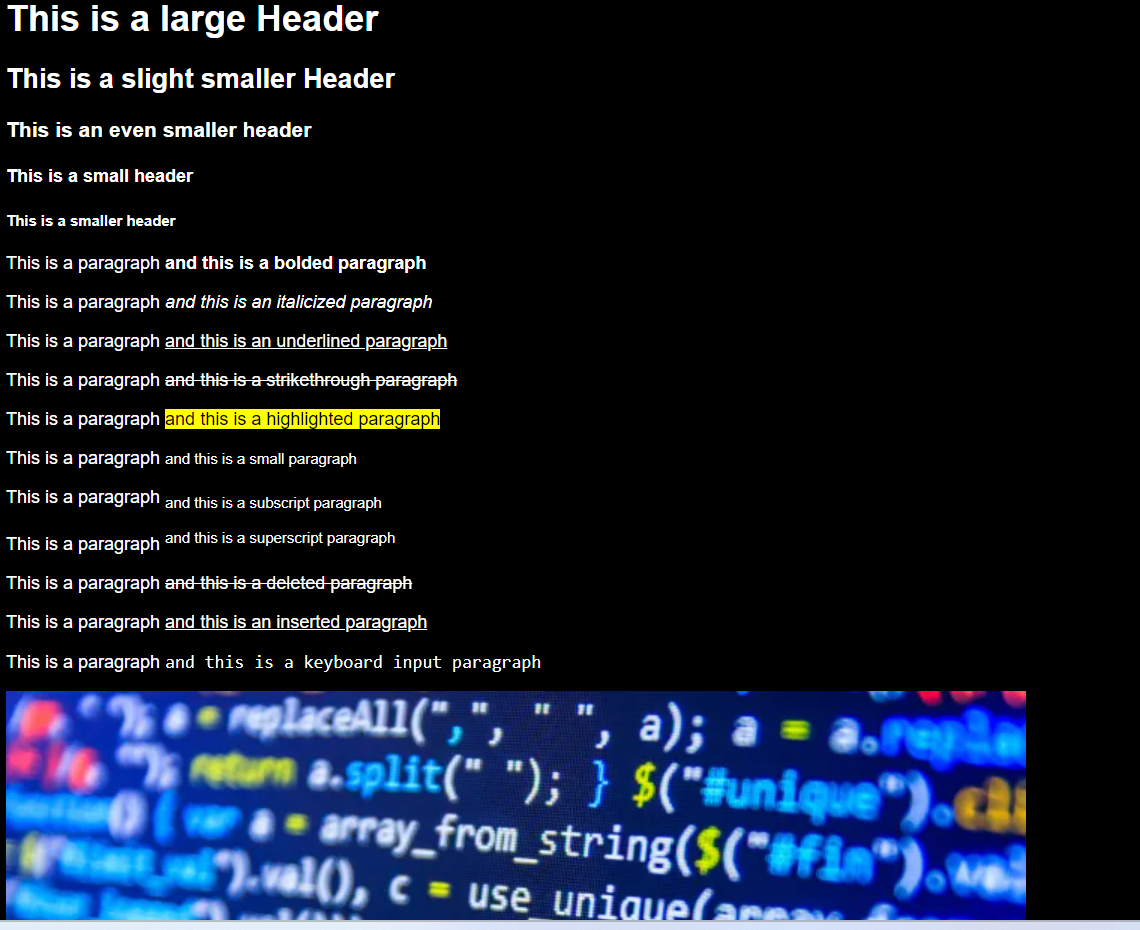 This is a large Header
This is a slight smaller Header
This is an even smaller header
This is a small header
This is a smaller header
This is a paragraph and this is a bolded paragraph
This is a paragraph and this is an italicized paragraph
This is a paragraph and this is an underlined paragraph
This is a paragraph and this is a strikethrough paragraph
This is a paragraph and this is a highlighted paragraph
This is a paragraph and this is a small paragraph
This is a paragraph and this is a subscript paragraph
This is a paragraph and this is a superscript paragraph
This is a paragraph and this is a deleted paragraph
This is a paragraph and this is an inserted paragraph
This is a paragraph and this is a keyboard input paragraph
replaceAll(",", " ", a); a = a.
return a.split(" "); } $("#unique").
var a = array_from_string($("#fin").
").val(), c = use_unique(